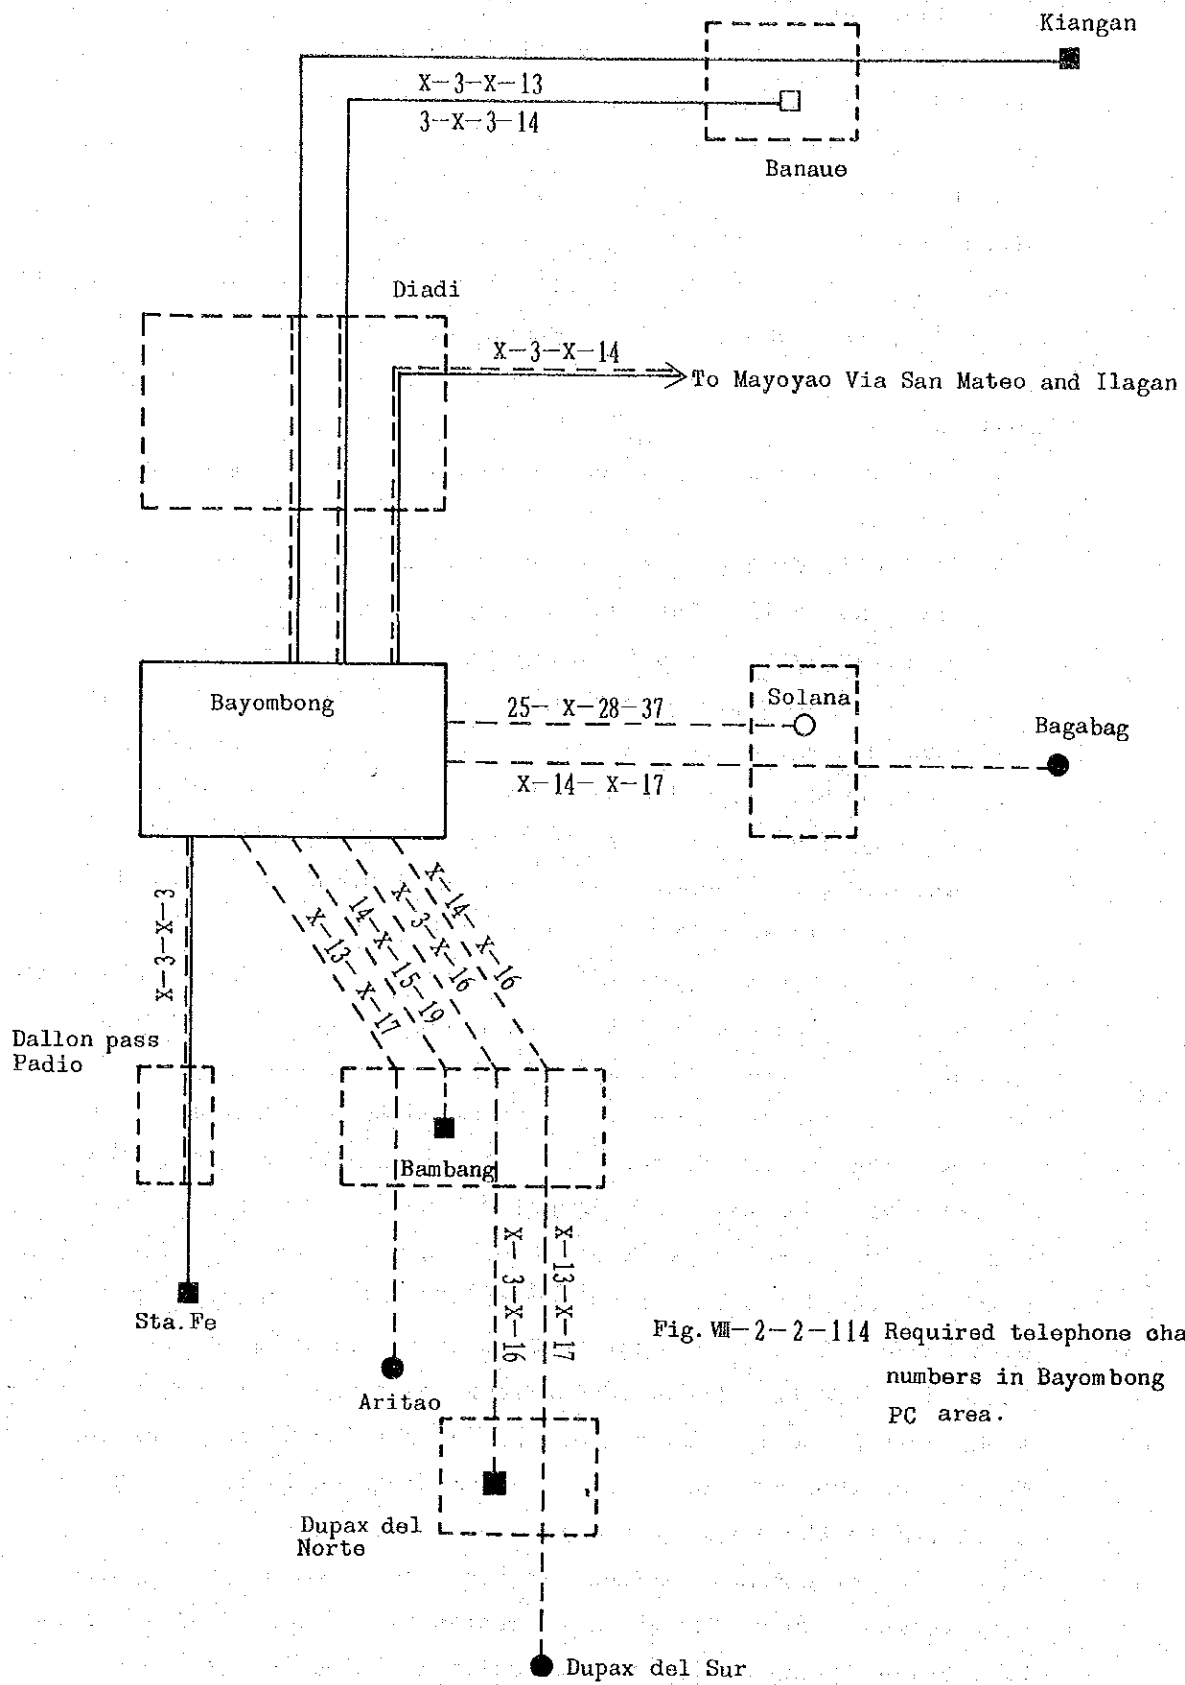 Kiangan
X-3-X-13
3-X-3-14
Banaue
Diadi
X-3-X-14
To Mayoyao Via San Mateo and Ilagan
Bayombong
25- X-28-37
Solana
Bagabag
X-14- X-17
X-3-X-3
X-13- X-17
14-X-15-19
X-3-X-16
X-14- X-16
Dallon pass
Padio
Bambang
X- 3-X-16
X-13-X-17
Sta.Fe
Fig. Ⅷ-2-2-114 Required telephone cha
numbers in Bayombong
PC area.
Aritao
Dupax del
Norte
Dupax del Sur